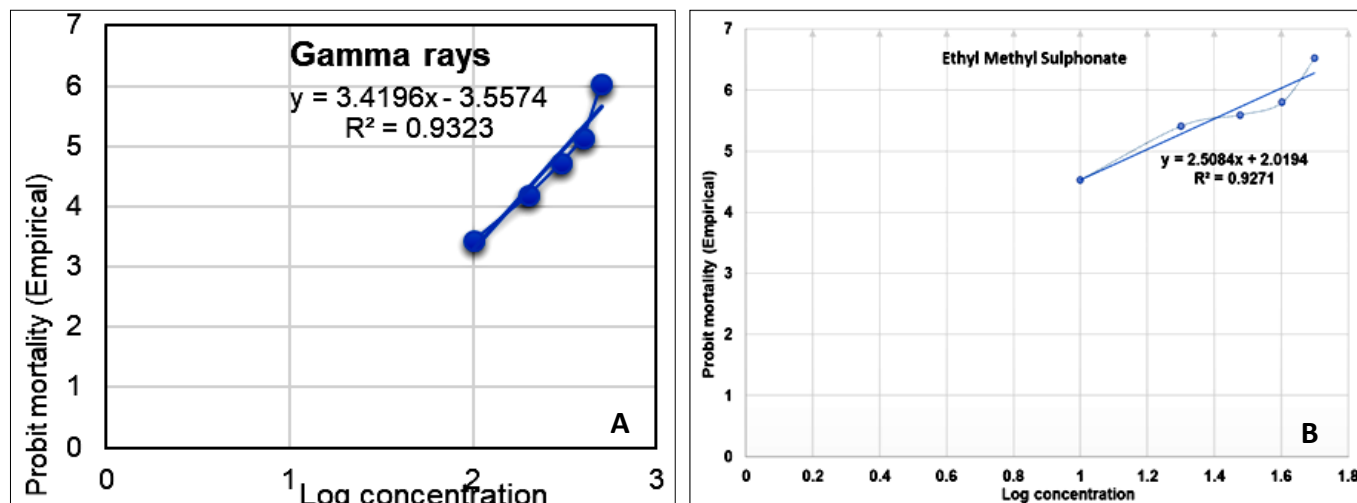 Gamma rays
y = 3.4196x - 3.5574
R² = 0.9323
Probit mortality (Empirical)
7
6
5
4
3
2
1
0
0 1 2 3
Log concentration
A
Ethyl Methyl Sulphonate
y = 2.5084x + 2.0194
R² = 0.9271
Probit mortality (Empirical)
7
6
5
4
3
2
1
0
0 0.2 0.4 0.6 0.8 1 1.2 1.4 1.6 1.8
Log concentration
B